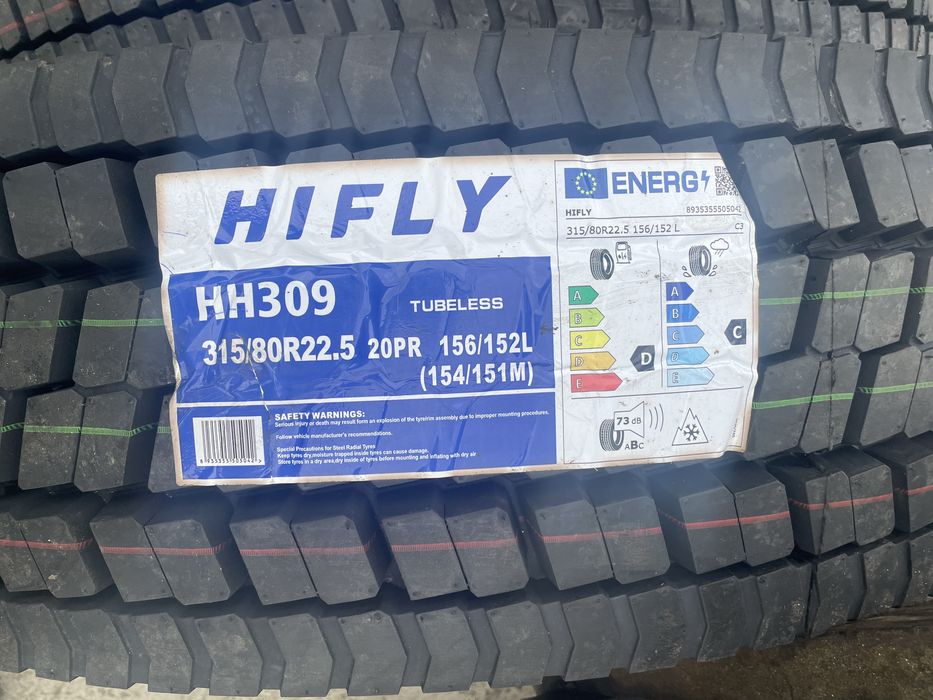 HIFLY
HH309
TUBELESS
315/80R22.5 20PR 156/152L
(154/151M)
SAFETY WARNINGS:
Serious injury or death may result form an explosion of the tyre/rim assembly due to improper mounting procedures.
Follow vehicle manufacturer's recommendations.
Special Precautions for Steel Radial Tyres
Keep tyres dry,moisture trapped inside tyres can cause damage.
Store tyres in a dry area,dry inside of tyres before mounting and inflating with dry air
ENERG
HIFLY
315/80R22.5 156/152 L
C3
A
B
C
D
E
D
A
B
C
D
E
C
73 dB
ABC